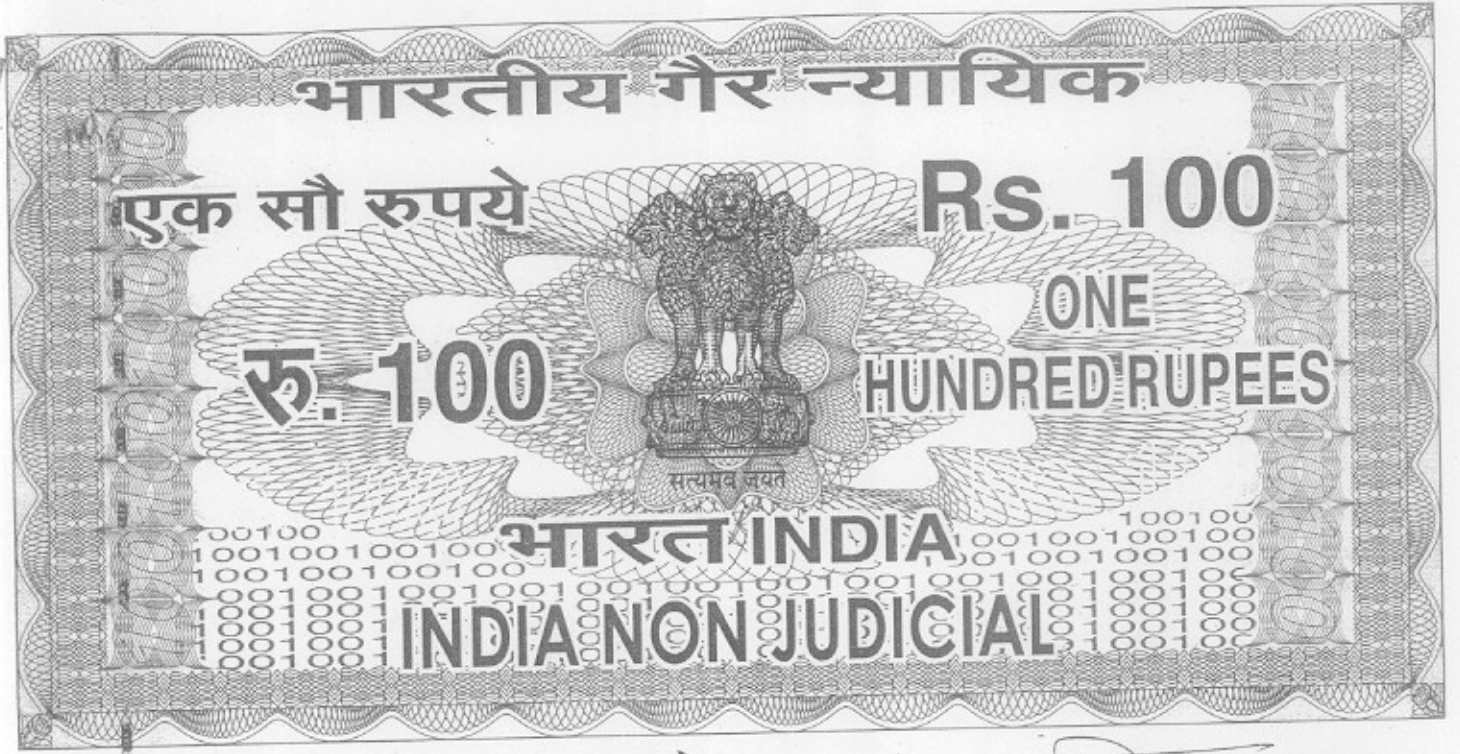 भारतीय गैर न्यायिक
एक सौ रुपये
Rs. 100
रु. 100
ONE
HUNDRED RUPEES
सत्यमेव जयते
भारत INDIA
INDIA NON JUDICIAL